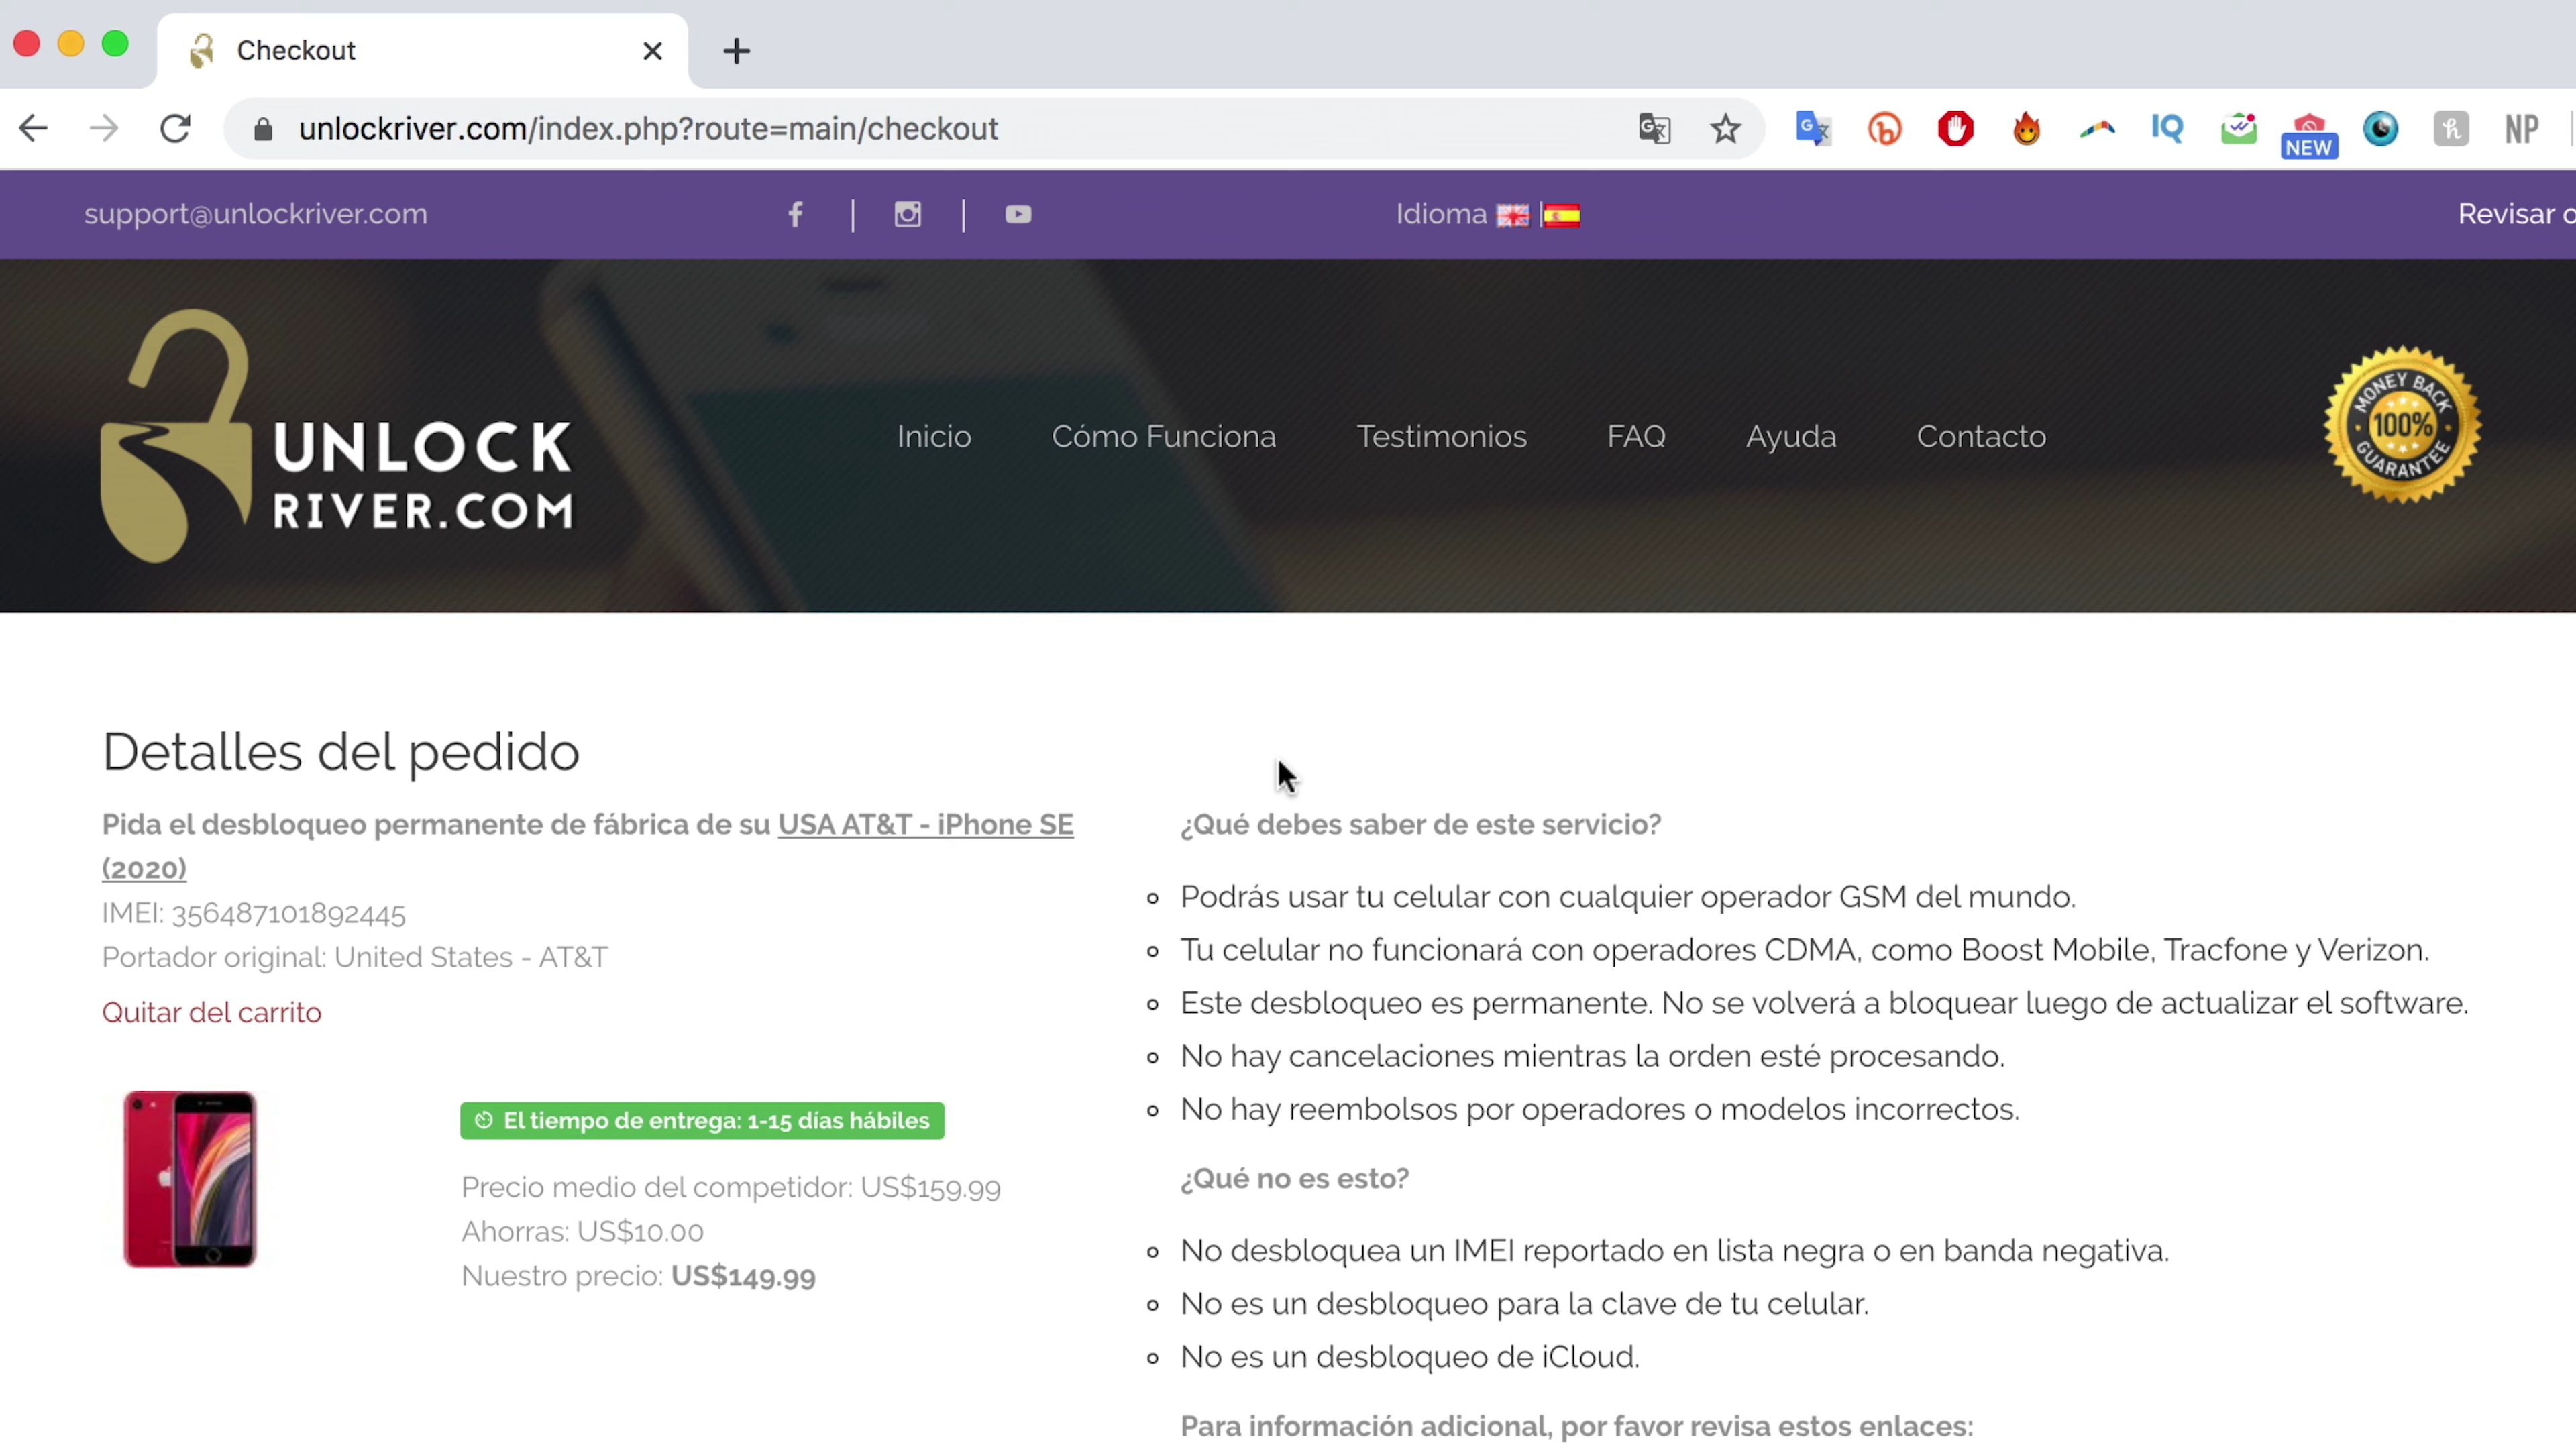 Checkout
unlockriver.com/index.php?route=main/checkout
IQ
NEW
NP
support@unlockriver.com
Idioma
Revisar
UNLOCK
RIVER.COM
Inicio
Cómo Funciona
Testimonios
FAQ
Ayuda
Contacto
MONEY BACK
100%
GUARANTEE
Detalles del pedido
Pida el desbloqueo permanente de fábrica de su USA AT&T - iPhone SE
(2020)
IMEI: 356487101892445
Portador original: United States - AT&T
Quitar del carrito
El tiempo de entrega: 1-15 días hábiles
Precio medio del competidor: US$159.99
Ahorras: US$10.00
Nuestro precio: US$149.99
¿Qué debes saber de este servicio?
Podrás usar tu celular con cualquier operador GSM del mundo.
Tu celular no funcionará con operadores CDMA, como Boost Mobile, Tracfone y Verizon.
Este desbloqueo es permanente. No se volverá a bloquear luego de actualizar el software.
No hay cancelaciones mientras la orden esté procesando.
No hay reembolsos por operadores o modelos incorrectos.
¿Qué no es esto?
No desbloquea un IMEI reportado en lista negra o en banda negativa.
No es un desbloqueo para la clave de tu celular.
No es un desbloqueo de iCloud.
Para información adicional, por favor revisa estos enlaces: